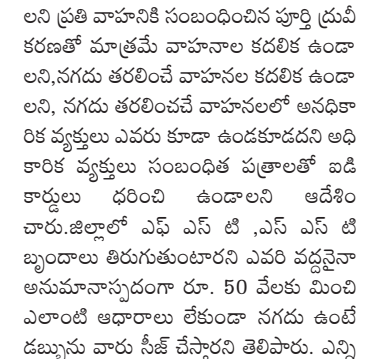 లని ప్రతి వాహనికి సంబంధించిన పూర్తి ద్రువీ
కరణతో మాత్రమే వాహనాల కదలిక ఉండా
లని,నగదు తరలించే వాహనల కదలిక ఉండా
లని, నగదు తరలించచే వాహనలలో అనధికా
రిక వ్యక్తులు ఎవరు కూడా ఉండకూడదని అధి
కారిక వ్యక్తులు సంబంధిత పత్రాలతో ఐడి
కార్డులు ధరించి ఉండాలని ఆదేశిం
చారు.జిల్లాలో ఎఫ్ ఎస్ టి ,ఎస్ ఎస్ టి
బృందాలు తిరుగుతుంటారని ఎవరి వద్దనైనా
అనుమానాస్పదంగా రూ. 50 వేలకు మించి
ఎలాంటి ఆధారాలు లేకుండా నగదు ఉంటే
డబ్బును వారు సీజ్ చేస్తారని తెలిపారు. ఎన్ని